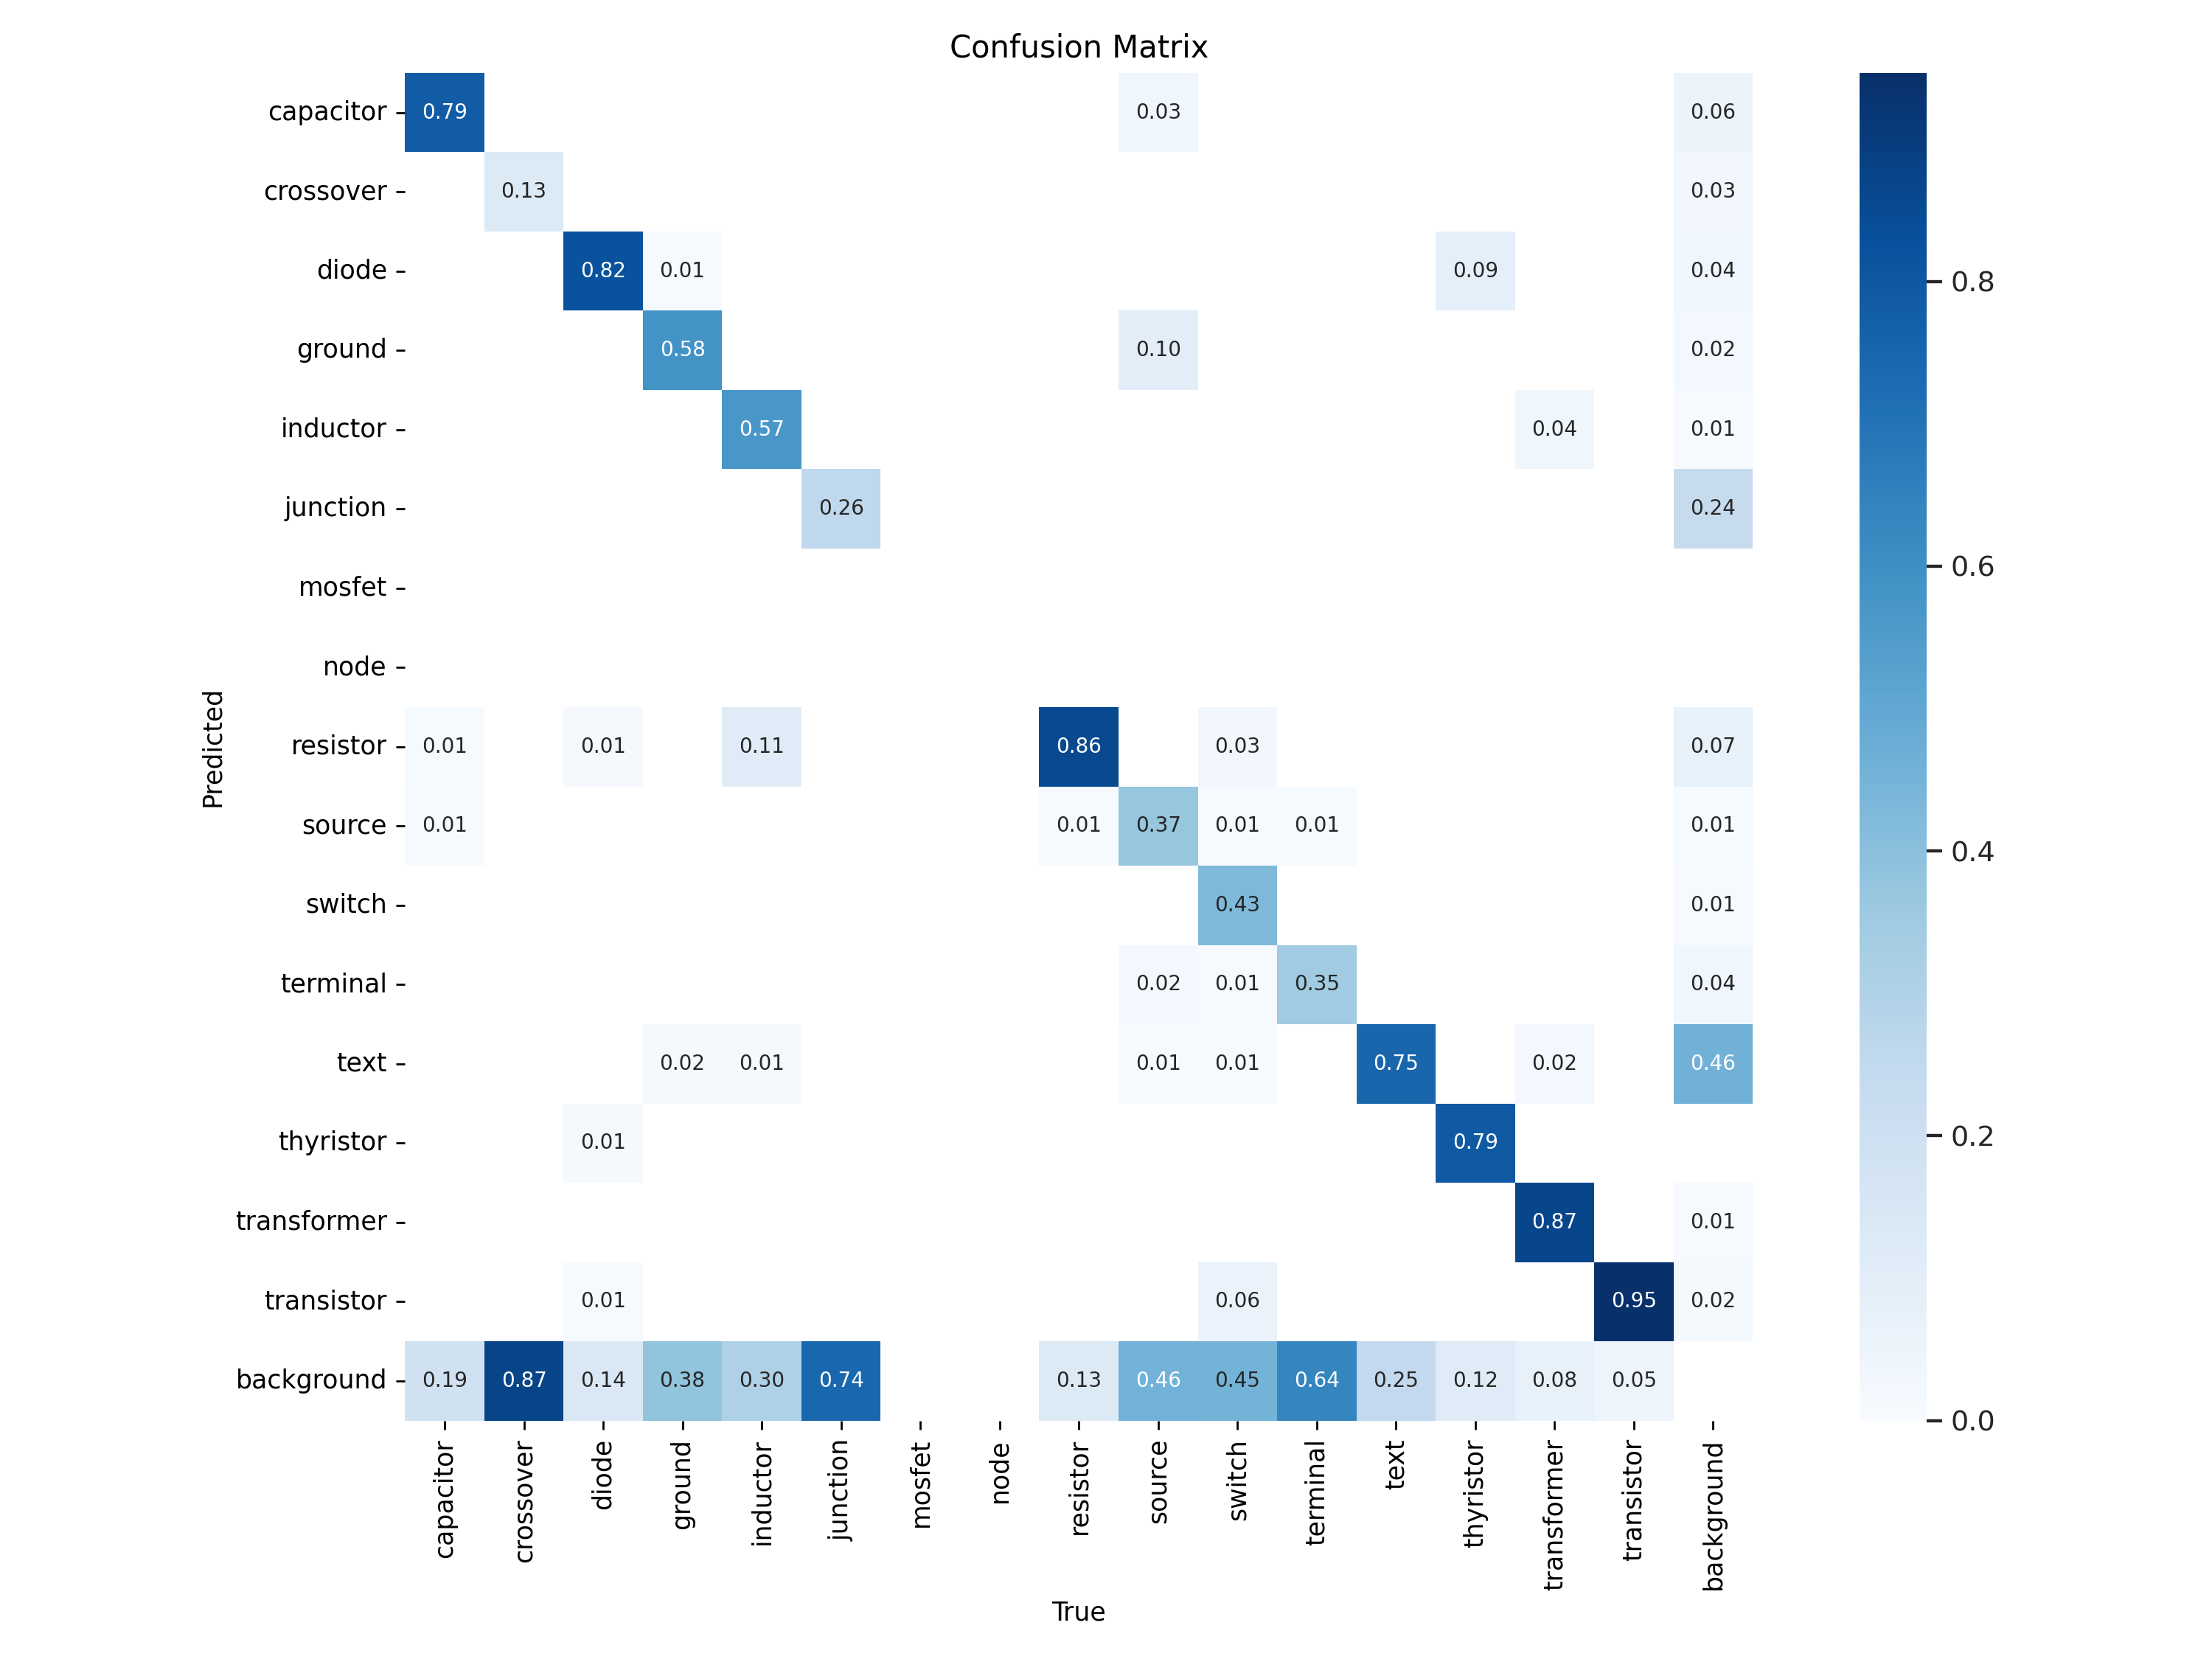 Confusion Matrix
capacitor 0.79 0.03 0.06
crossover 0.13 0.03
diode 0.82 0.01 0.09 0.04 0.8
ground 0.58 0.10 0.02
inductor 0.57 0.04 0.01
junction 0.26 0.24
mosfet 0.6
node
resistor 0.01 0.01 0.11 0.86 0.03 0.07
source 0.01 0.01 0.37 0.01 0.01 0.01 0.4
switch 0.43 0.01
terminal 0.02 0.01 0.35 0.04
text 0.02 0.01 0.01 0.01 0.75 0.02 0.46
thyristor 0.01 0.79 0.2
transformer 0.87 0.01
transistor 0.01 0.06 0.95 0.02
background 0.19 0.87 0.14 0.38 0.30 0.74 0.13 0.46 0.45 0.64 0.25 0.12 0.08 0.05 0.0
Predicted
capacitor crossover diode ground inductor junction mosfet node resistor source switch terminal text thyristor transformer transistor background
True